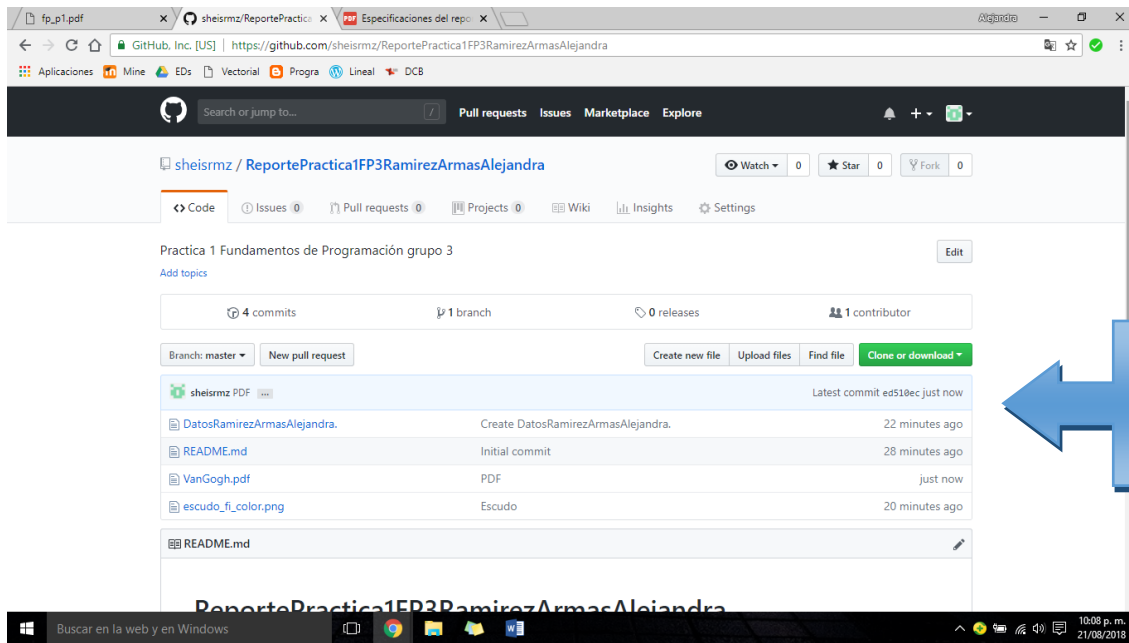 fp_p1.pdf
sheisrmz/ReportePractica
Especificaciones del repo
Alejandra
GitHub, Inc. [US] | https://github.com/sheisrmz/ReportePractica1FP3RamirezArmasAlejandra
Aplicaciones Mine EDs Vectorial Progra Lineal DCB
Search or jump to... / Pull requests Issues Marketplace Explore
sheisrmz / ReportePractica1FP3RamirezArmasAlejandra Watch 0 Star 0 Fork 0
Code Issues 0 Pull requests 0 Projects 0 Wiki Insights Settings
Practica 1 Fundamentos de Programación grupo 3 Edit
Add topics
4 commits 1 branch 0 releases 1 contributor
Branch: master New pull request Create new file Upload files Find file Clone or download
sheisrmz PDF ... Latest commit ed510ec just now
DatosRamirezArmasAlejandra. Create DatosRamirezArmasAlejandra. 22 minutes ago
README.md Initial commit 28 minutes ago
VanGogh.pdf PDF just now
escudo_fi_color.png Escudo 20 minutes ago
README.md
ReportePractica1FP3RamirezArmasAlejandra
Buscar en la web y en Windows
10:08 p. m.
21/08/2018